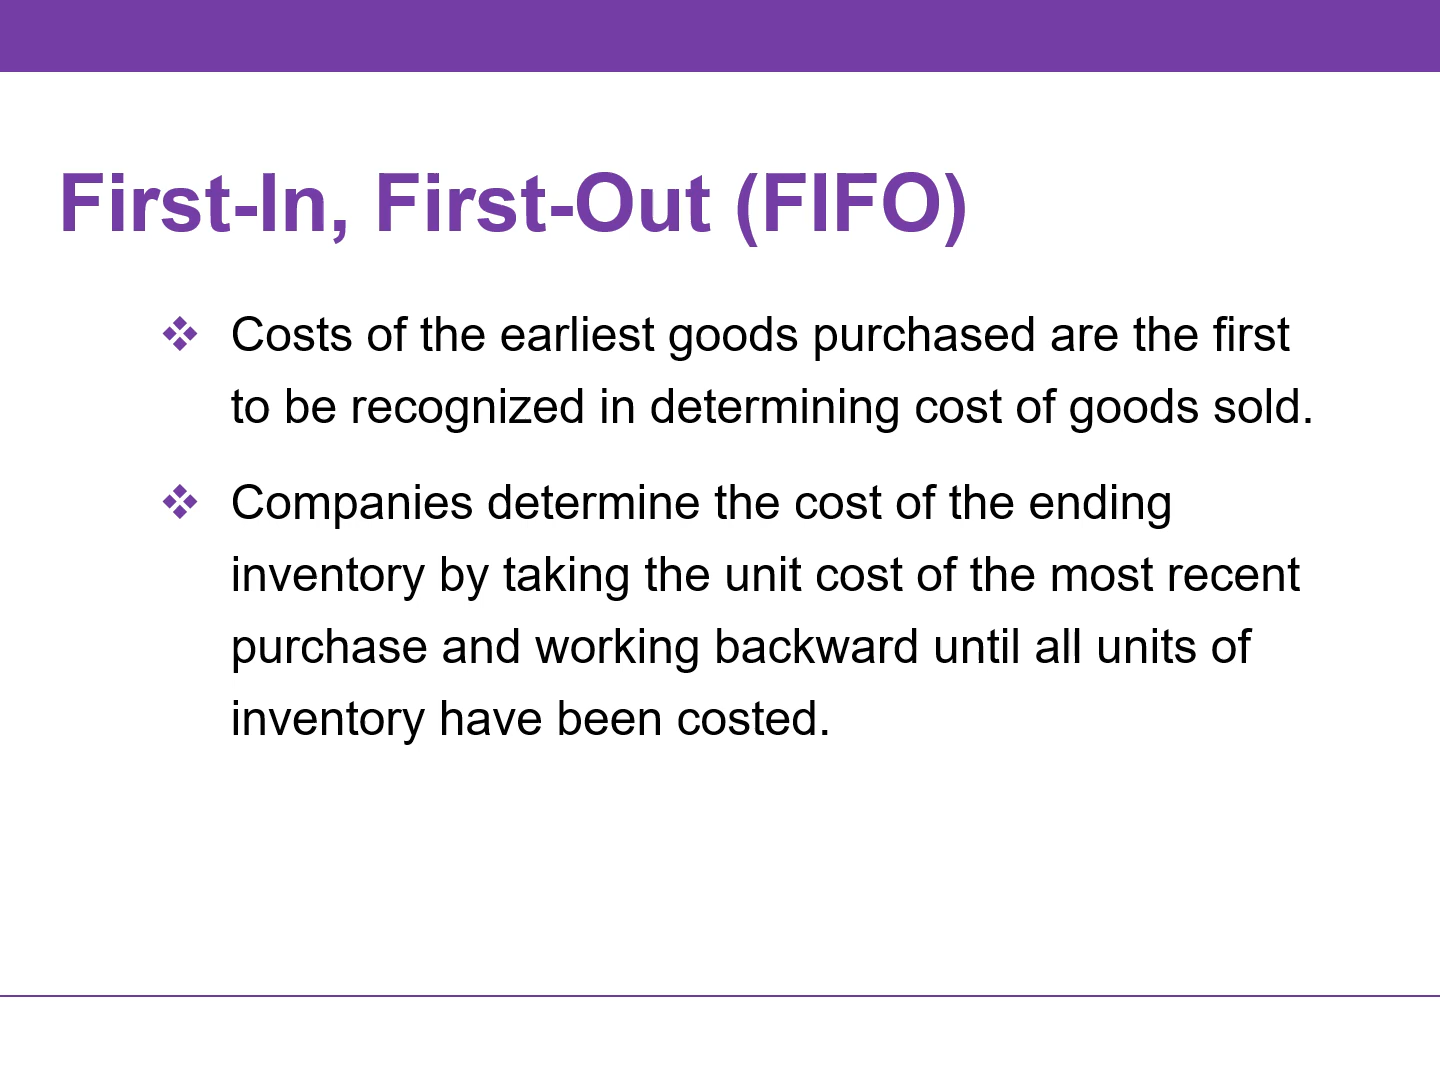 First-In, First-Out (FIFO)
❖ Costs of the earliest goods purchased are the first
to be recognized in determining cost of goods sold.
❖ Companies determine the cost of the ending
inventory by taking the unit cost of the most recent
purchase and working backward until all units of
inventory have been costed.